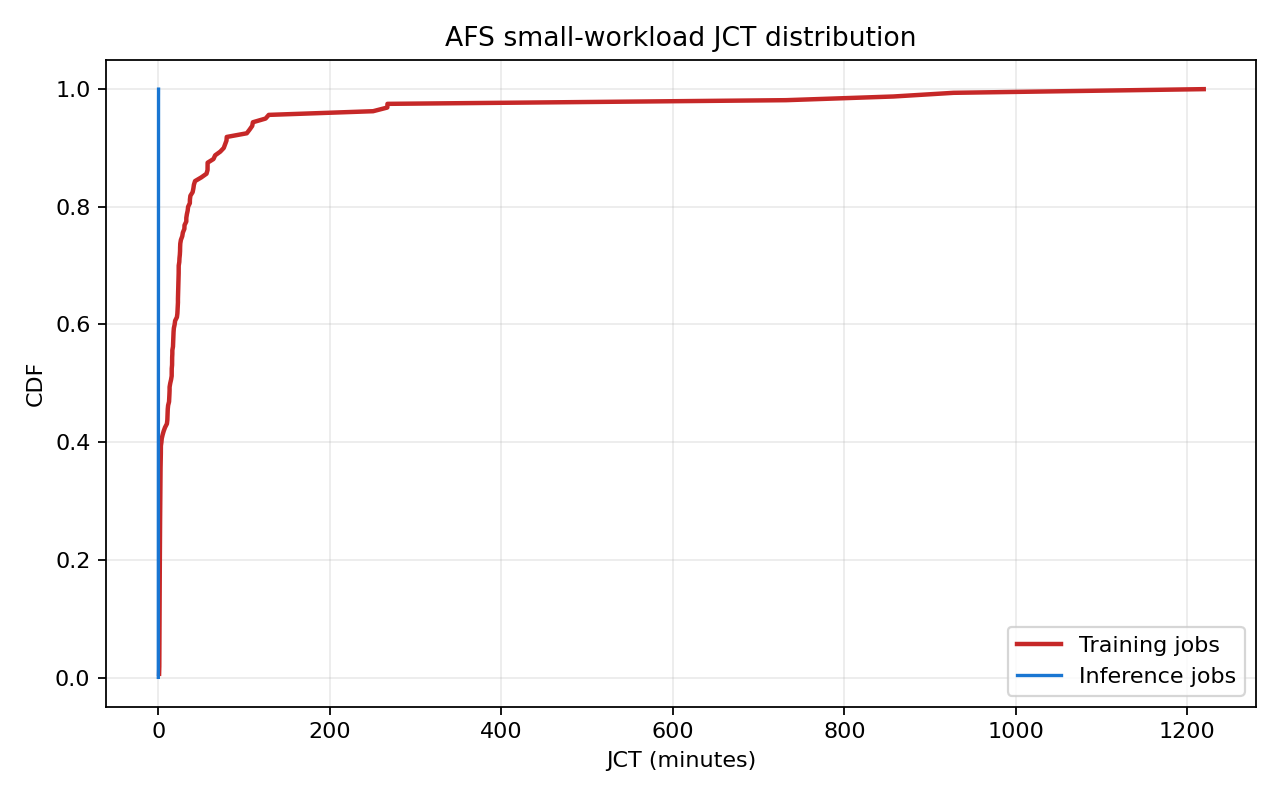 AFS small-workload JCT distribution
CDF
1.0
0.8
0.6
0.4
0.2
0.0
Training jobs
Inference jobs
0 200 400 600 800 1000 1200
JCT (minutes)